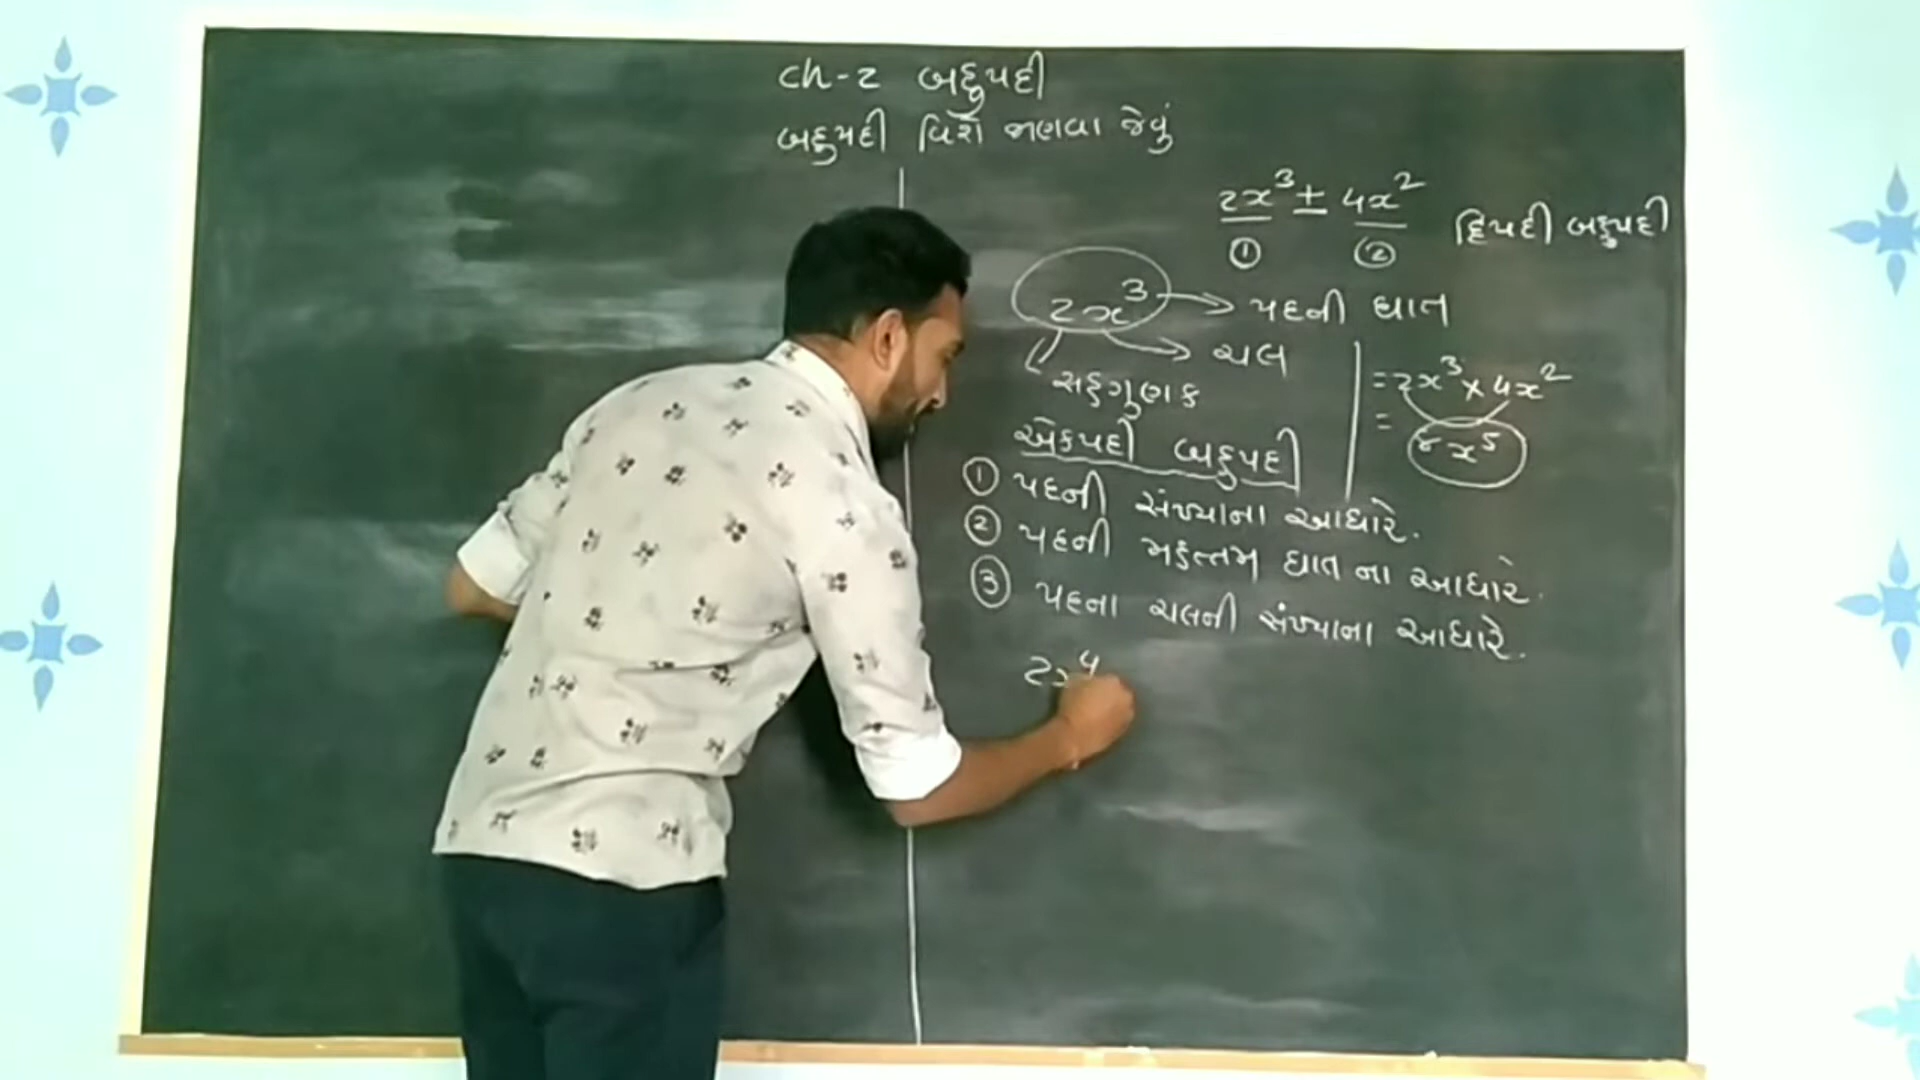 ch-2 બહુપદી
બહુપદી વિશે જાણવા જેવું
2x³ ± 4x² દ્વિપદી બહુપદી
① ②
2x³ → પદની ઘાત
→ ચલ
સહગુણક
= 2x³ × 4x²
= 8x⁵
એકપદી બહુપદી
① પદની સંખ્યાના આધારે.
② પદની મહત્તમ ઘાત ના આધારે.
③ પદના ચલની સંખ્યાના આધારે.